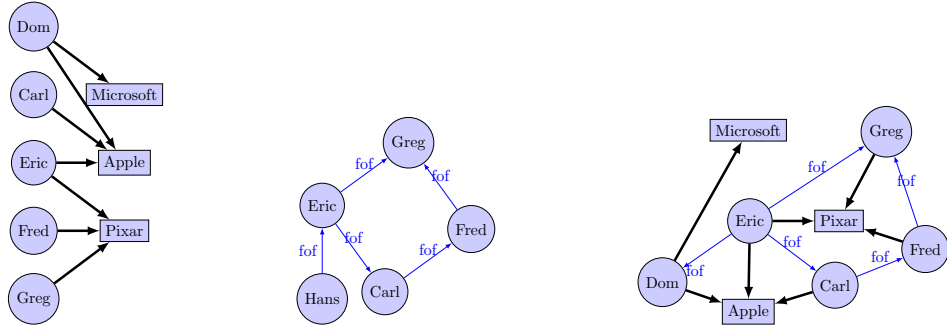 Dom
Microsoft
Carl
Eric
Apple
Fred
Pixar
Greg
Greg
fof
fof
Eric
fof
Fred
fof
fof
Hans
Carl
Microsoft
Greg
fof
fof
Eric
Pixar
fof
Fred
fof
fof
Dom
Carl
Apple